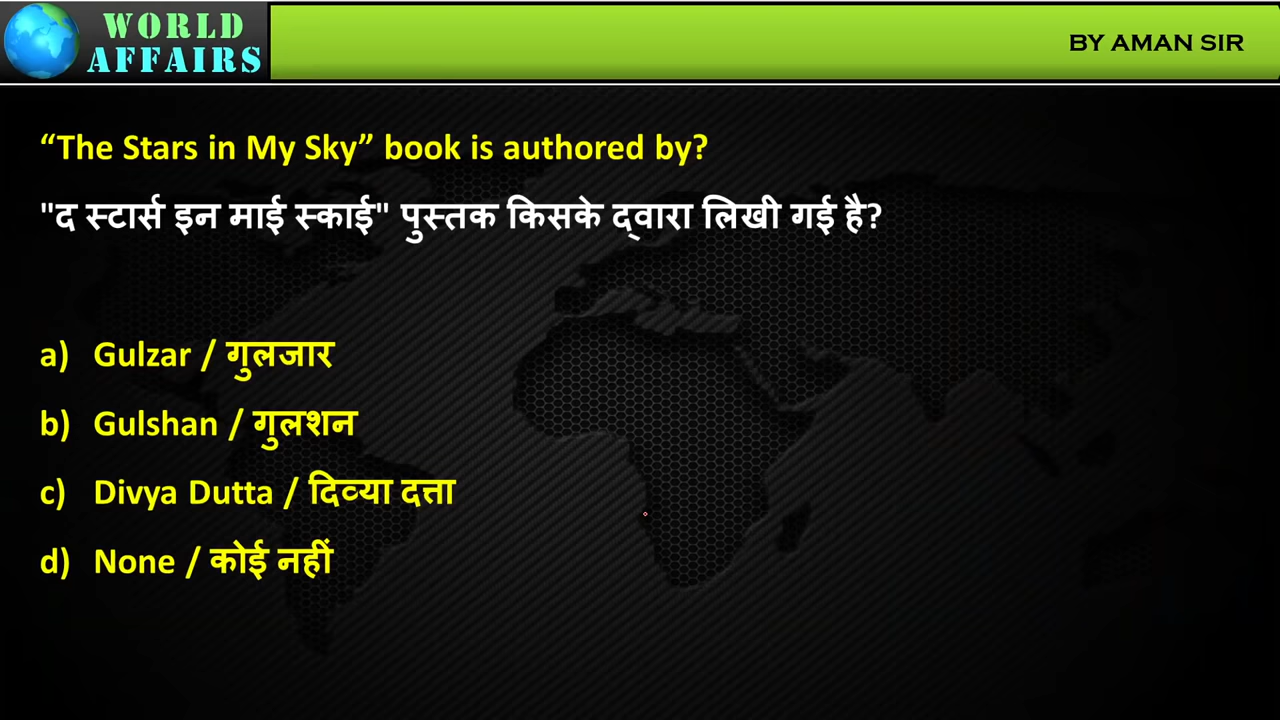 WORLD
AFFAIRS
BY AMAN SIR
“The Stars in My Sky” book is authored by?
"द स्टार्स इन माई स्काई" पुस्तक किसके द्वारा लिखी गई है?
a) Gulzar / गुलजार
b) Gulshan / गुलशन
c) Divya Dutta / दिव्या दत्ता
d) None / कोई नहीं